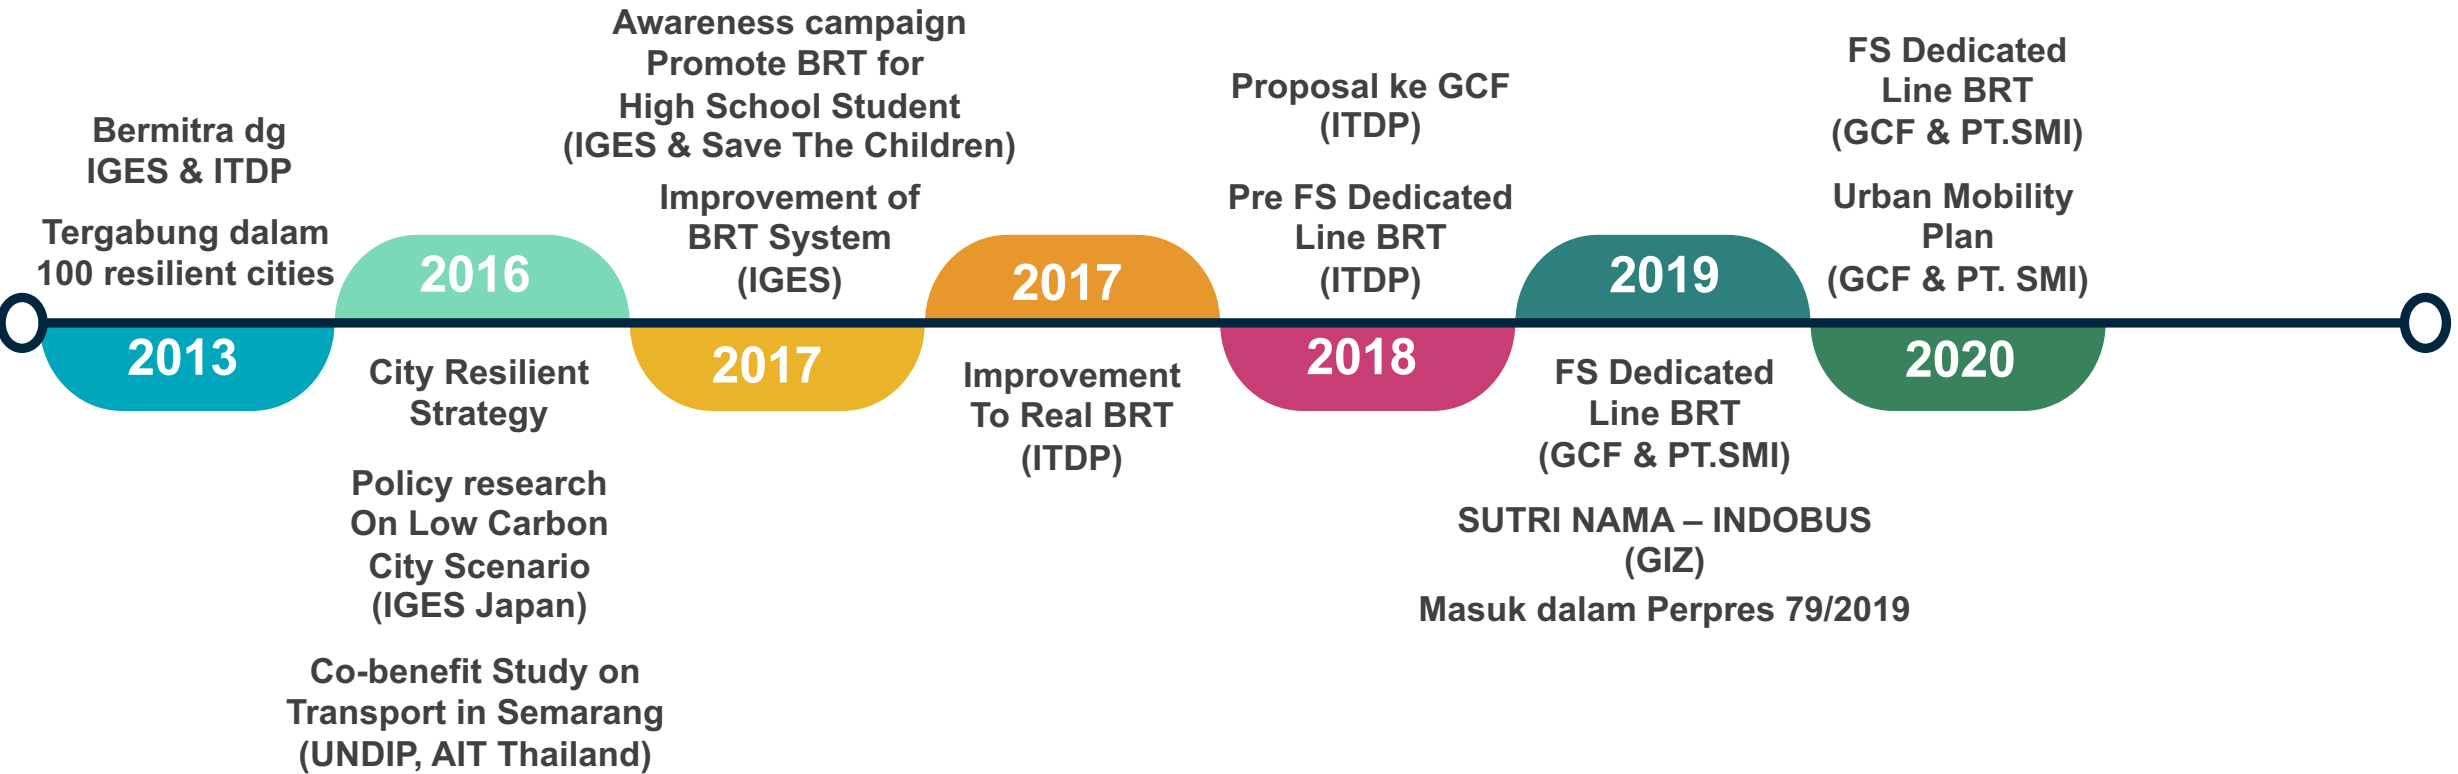 Bermitra dg
IGES & ITDP
Tergabung dalam
100 resilient cities
2013
2016
City Resilient
Strategy
Policy research
On Low Carbon
City Scenario
(IGES Japan)
Co-benefit Study on
Transport in Semarang
(UNDIP, AIT Thailand)
Awareness campaign
Promote BRT for
High School Student
(IGES & Save The Children)
Improvement of
BRT System
(IGES)
2017
2017
Improvement
To Real BRT
(ITDP)
Proposal ke GCF
(ITDP)
Pre FS Dedicated
Line BRT
(ITDP)
2018
2019
FS Dedicated
Line BRT
(GCF & PT.SMI)
SUTRI NAMA – INDOBUS
(GIZ)
Masuk dalam Perpres 79/2019
FS Dedicated
Line BRT
(GCF & PT.SMI)
Urban Mobility
Plan
(GCF & PT. SMI)
2020